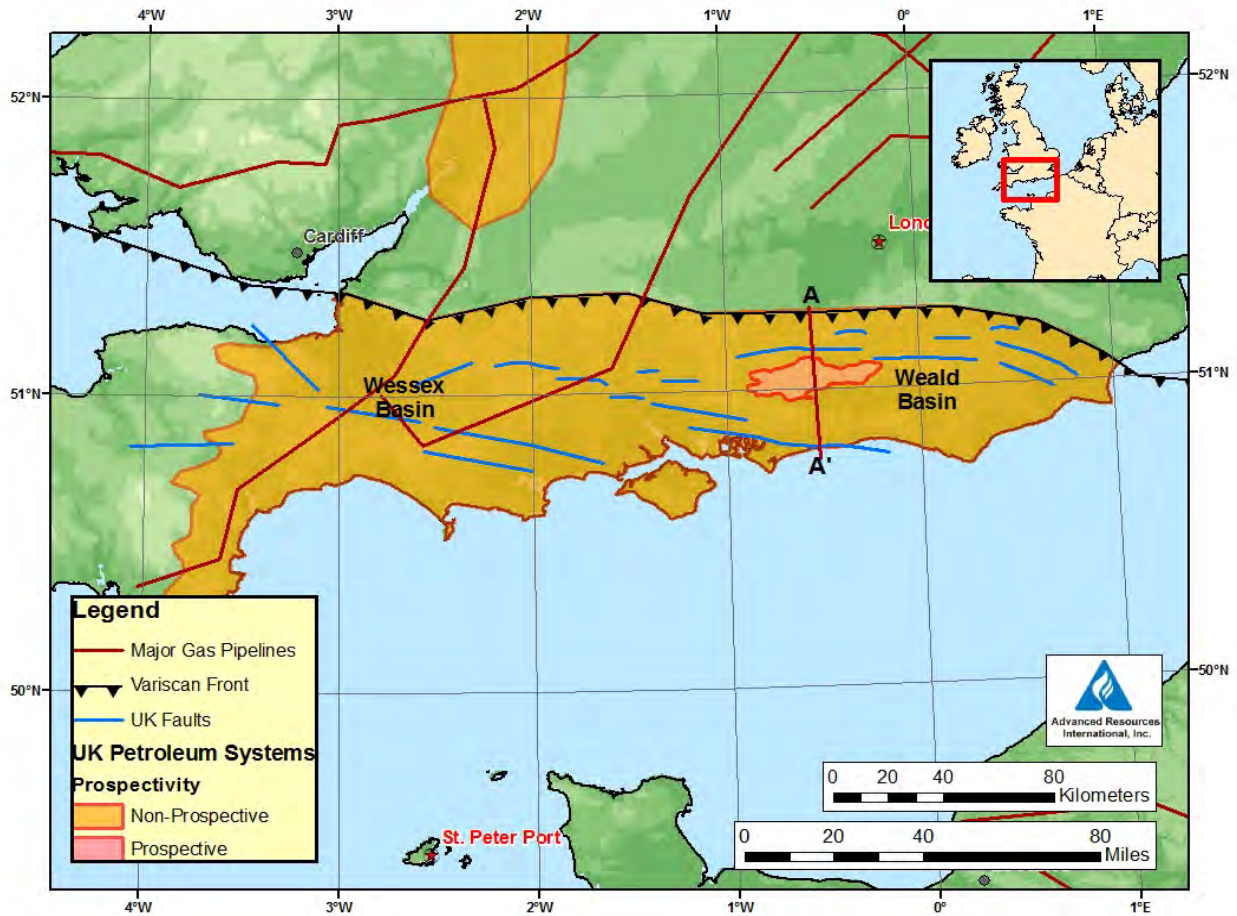 4°W 3°W 2°W 1°W 0° 1°E
52°N 52°N
Cardiff
Lond
A
51°N 51°N
Wessex
Basin
Weald
Basin
A'
Legend
Major Gas Pipelines
Variscan Front
UK Faults
UK Petroleum Systems
Prospectivity
Non-Prospective
Prospective
50°N 50°N
Advanced Resources
International, Inc.
0 20 40 80
Kilometers
0 20 40 80
Miles
St. Peter Port
4°W 3°W 2°W 1°W 0° 1°E